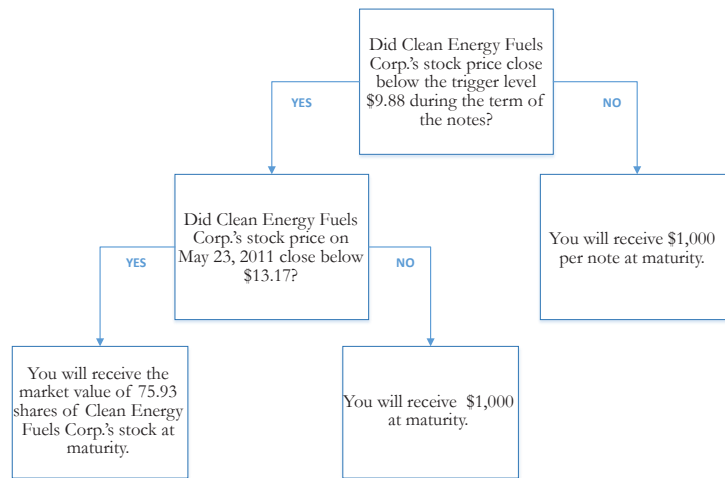 Did Clean Energy Fuels
Corp.'s stock price close
below the trigger level
$9.88 during the term of
the notes?
YES
NO
Did Clean Energy Fuels
Corp.'s stock price on
May 23, 2011 close below
$13.17?
You will receive $1,000
per note at maturity.
YES
NO
You will receive the
market value of 75.93
shares of Clean Energy
Fuels Corp.'s stock at
maturity.
You will receive $1,000
at maturity.